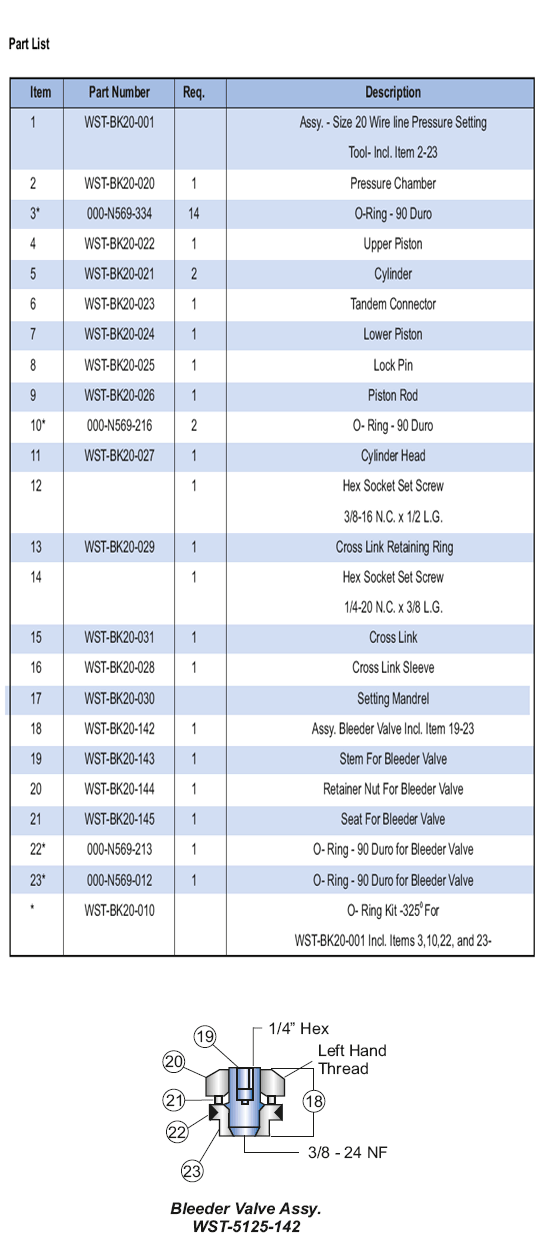 Part List
Item Part Number Req. Description
1 WST-BK20-001 Assy. - Size 20 Wire line Pressure Setting
Tool- Incl. Item 2-23
2 WST-BK20-020 1 Pressure Chamber
3* 000-N569-334 14 O-Ring - 90 Duro
4 WST-BK20-022 1 Upper Piston
5 WST-BK20-021 2 Cylinder
6 WST-BK20-023 1 Tandem Connector
7 WST-BK20-024 1 Lower Piston
8 WST-BK20-025 1 Lock Pin
9 WST-BK20-026 1 Piston Rod
10* 000-N569-216 2 O- Ring - 90 Duro
11 WST-BK20-027 1 Cylinder Head
12 1 Hex Socket Set Screw
3/8-16 N.C. x 1/2 L.G.
13 WST-BK20-029 1 Cross Link Retaining Ring
14 1 Hex Socket Set Screw
1/4-20 N.C. x 3/8 L.G.
15 WST-BK20-031 1 Cross Link
16 WST-BK20-028 1 Cross Link Sleeve
17 WST-BK20-030 Setting Mandrel
18 WST-BK20-142 1 Assy. Bleeder Valve Incl. Item 19-23
19 WST-BK20-143 1 Stem For Bleeder Valve
20 WST-BK20-144 1 Retainer Nut For Bleeder Valve
21 WST-BK20-145 1 Seat For Bleeder Valve
22* 000-N569-213 1 O- Ring - 90 Duro for Bleeder Valve
23* 000-N569-012 1 O- Ring - 90 Duro for Bleeder Valve
* WST-BK20-010 O- Ring Kit -325⁰ For
WST-BK20-001 Incl. Items 3,10,22, and 23-
19
1/4” Hex
20
Left Hand
Thread
21
18
22
23
3/8 - 24 NF
Bleeder Valve Assy.
WST-5125-142